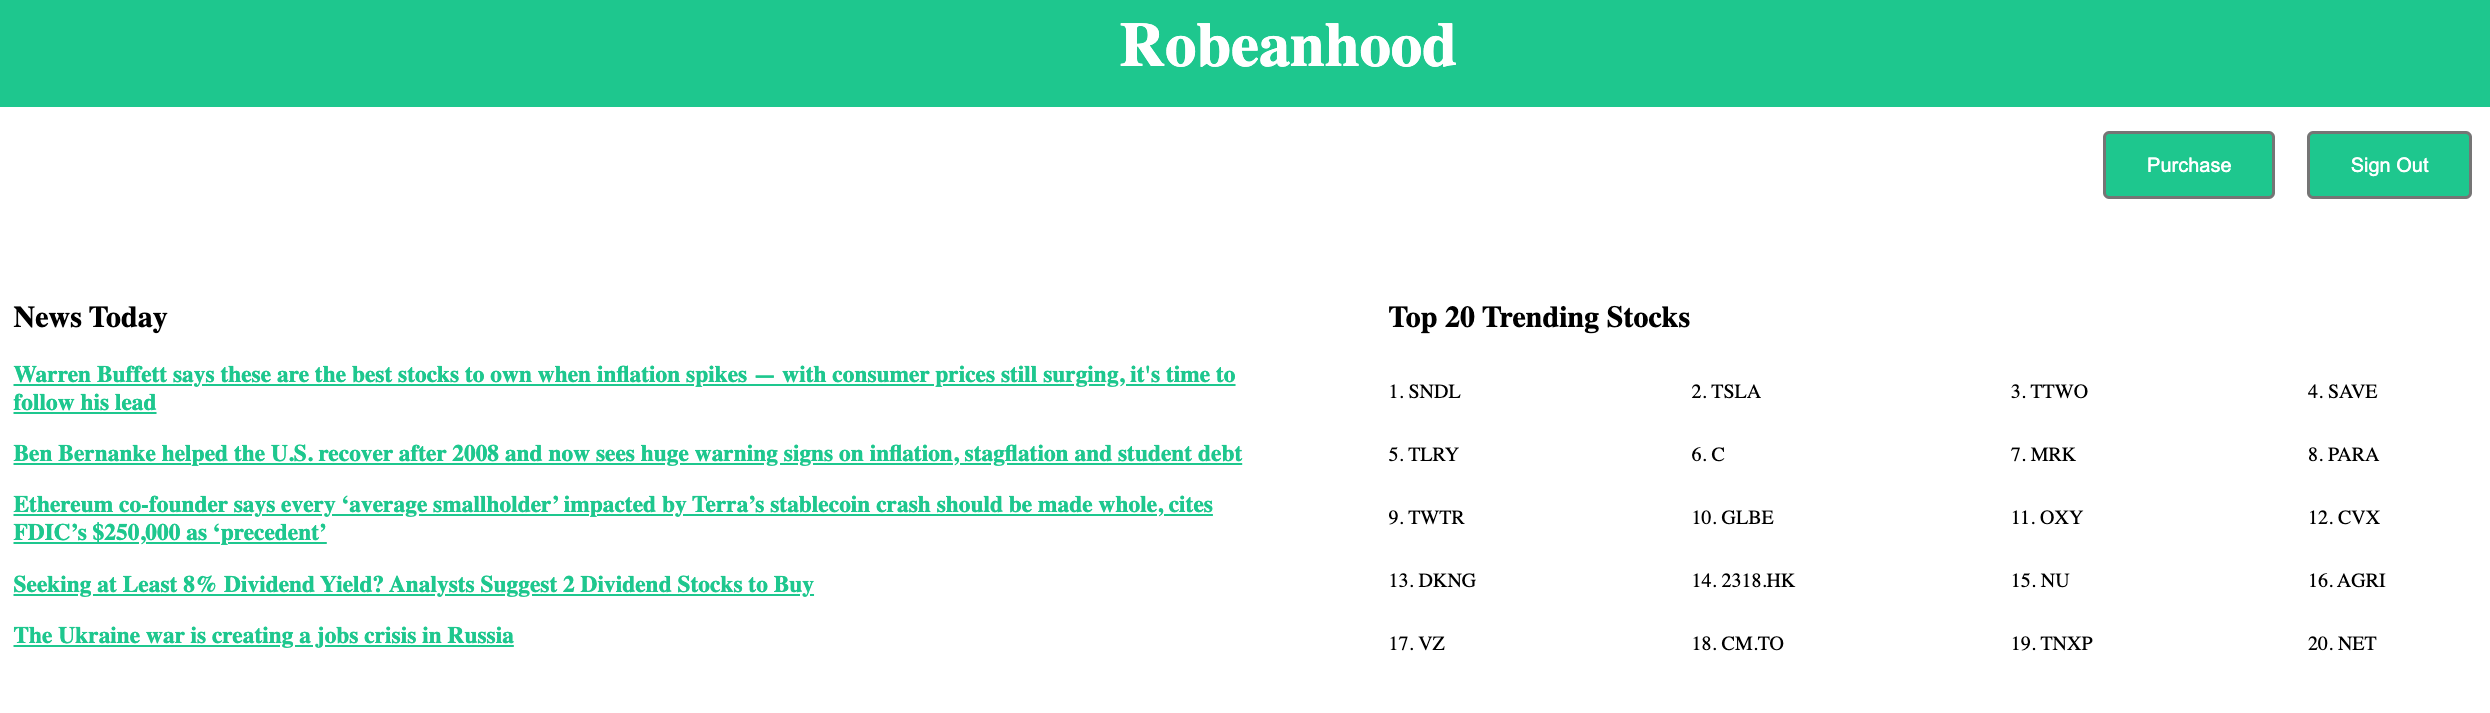 Robeanhood
Purchase
Sign Out
News Today
Warren Buffett says these are the best stocks to own when inflation spikes — with consumer prices still surging, it's time to
follow his lead
Ben Bernanke helped the U.S. recover after 2008 and now sees huge warning signs on inflation, stagflation and student debt
Ethereum co-founder says every ‘average smallholder’ impacted by Terra’s stablecoin crash should be made whole, cites
FDIC’s $250,000 as ‘precedent’
Seeking at Least 8% Dividend Yield? Analysts Suggest 2 Dividend Stocks to Buy
The Ukraine war is creating a jobs crisis in Russia
Top 20 Trending Stocks
1. SNDL 2. TSLA 3. TTWO 4. SAVE
5. TLRY 6. C 7. MRK 8. PARA
9. TWTR 10. GLBE 11. OXY 12. CVX
13. DKNG 14. 2318.HK 15. NU 16. AGRI
17. VZ 18. CM.TO 19. TNXP 20. NET